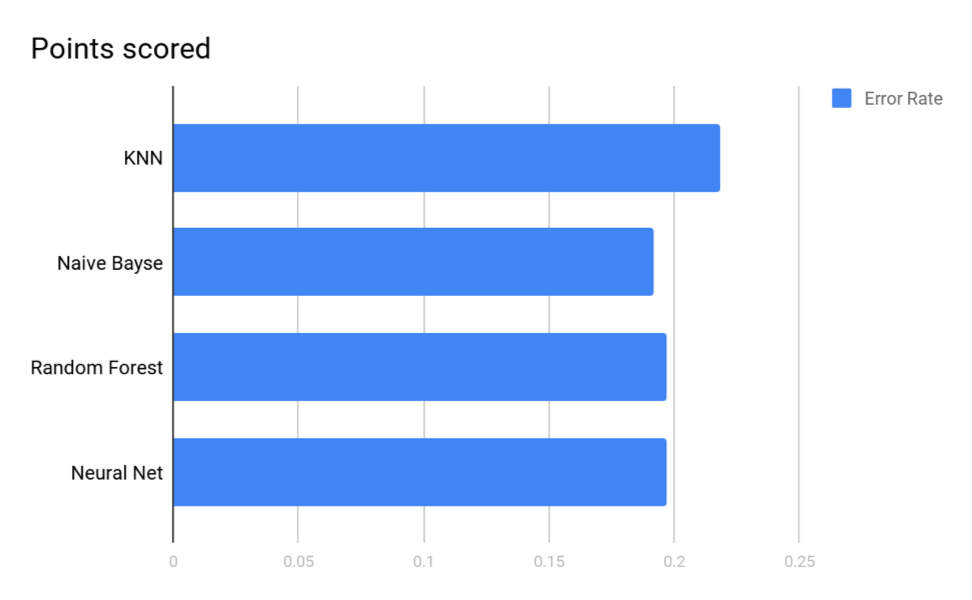 Points scored
Error Rate
KNN
Naive Bayse
Random Forest
Neural Net
0 0.05 0.1 0.15 0.2 0.25